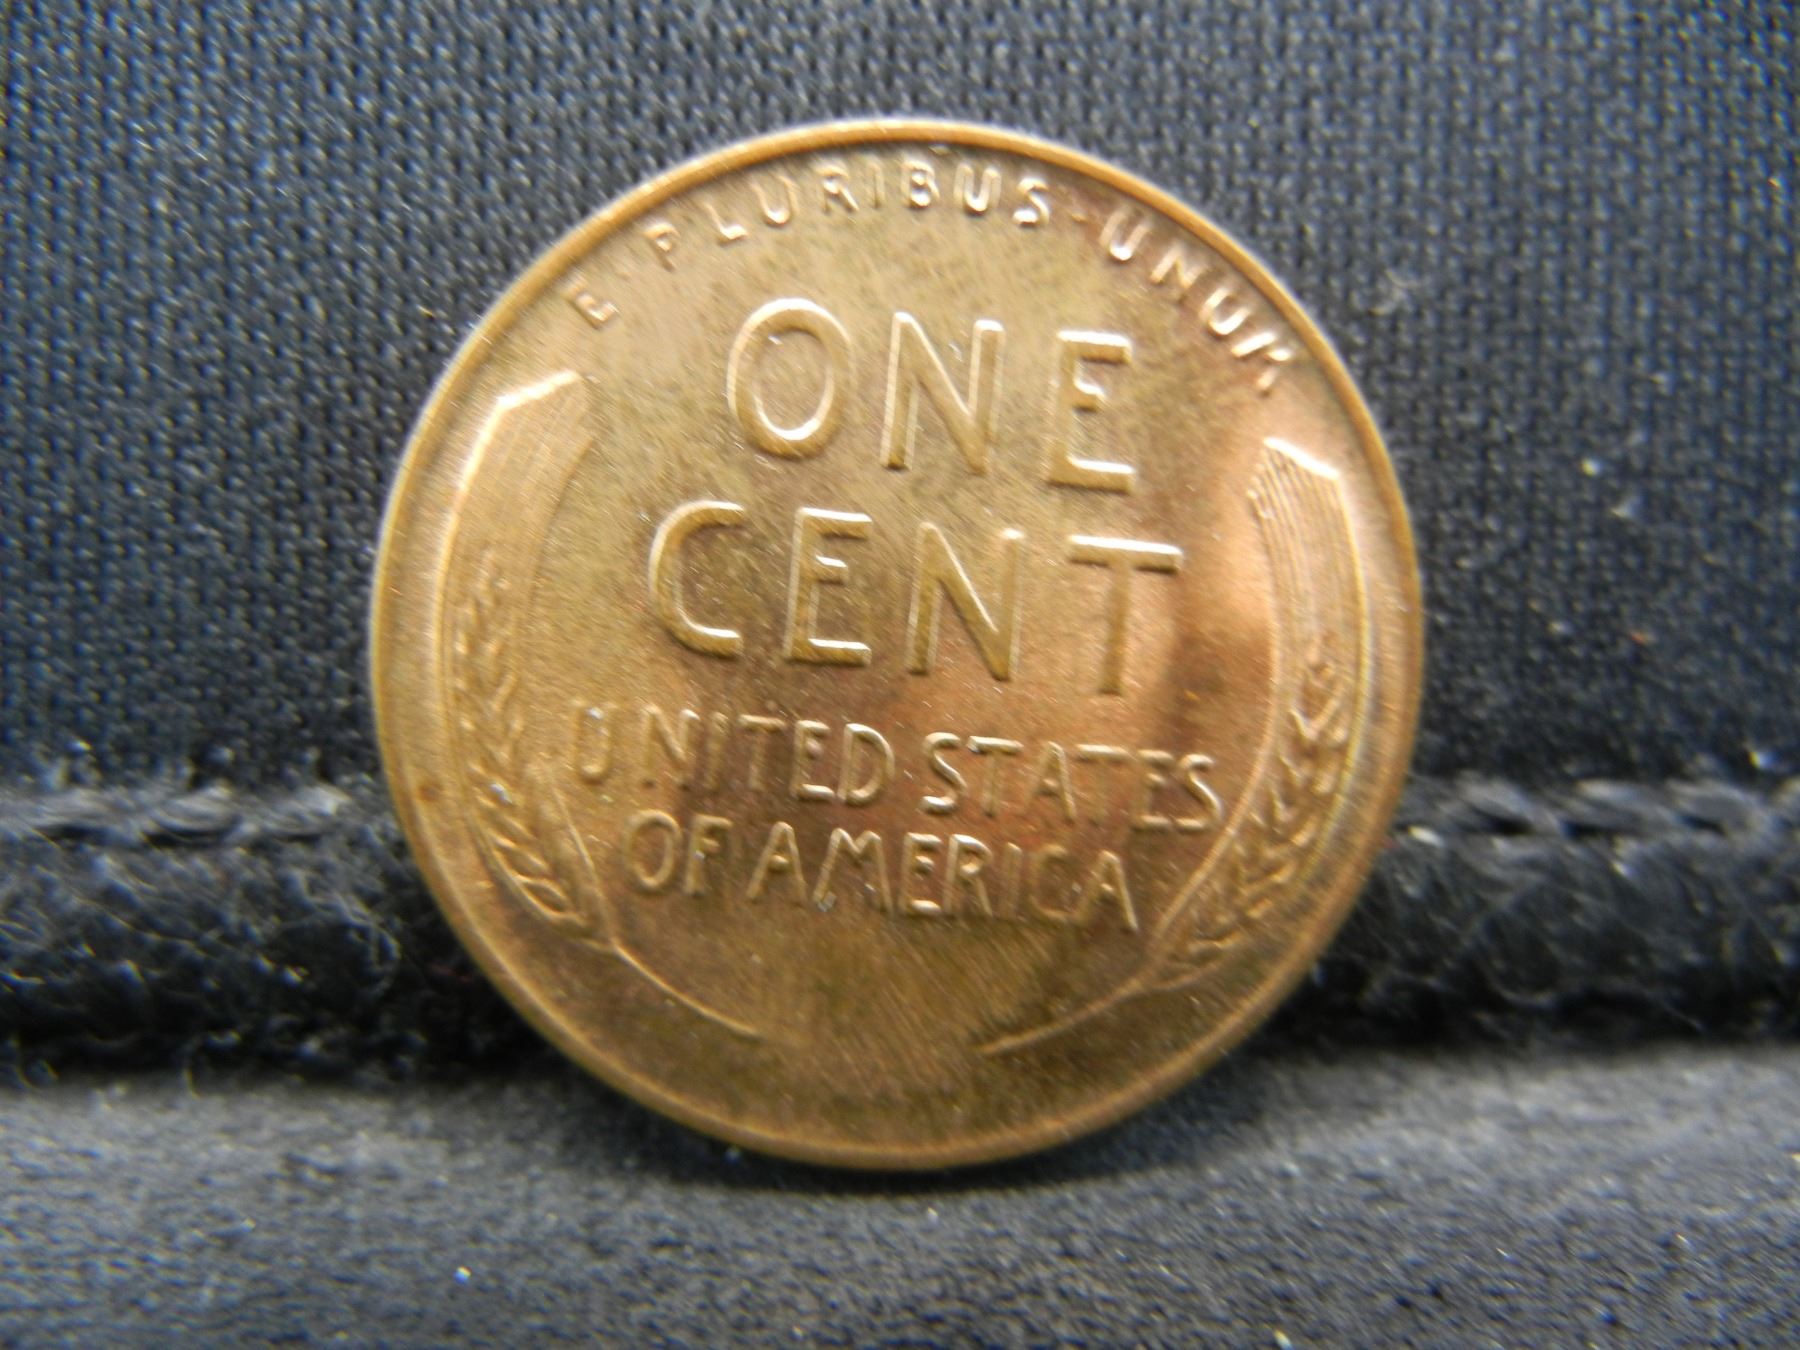 E · PLURIBUS · UNUM
ONE
CENT
UNITED STATES
OF AMERICA